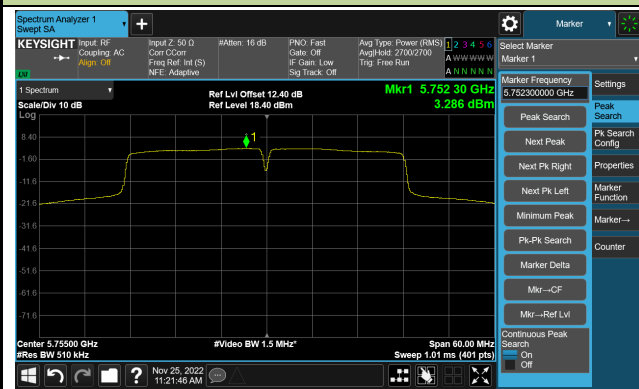 Spectrum Analyzer 1
Swept SA
Marker
KEYSIGHT
Input: RF
Coupling: AC
Align: Off
Input Z: 50 Ω
Corr CCorr
Freq Ref: Int (S)
NFE: Adaptive
#Atten: 16 dB
PNO: Fast
Gate: Off
IF Gain: Low
Sig Track: Off
Avg Type: Power (RMS)
Avg|Hold: 2700/2700
Trig: Free Run
1 2 3 4 5 6
A W W W W W
A N N N N N
LXI
Select Marker
Marker 1
1 Spectrum
Scale/Div 10 dB
Log
Ref Lvl Offset 12.40 dB
Ref Level 18.40 dBm
Mkr1 5.752 30 GHz
3.286 dBm
8.40
-1.60
-11.6
-21.6
-31.6
-41.6
-51.6
-61.6
-71.6
1
Center 5.75500 GHz
#Res BW 510 kHz
#Video BW 1.5 MHz*
Span 60.00 MHz
Sweep 1.01 ms (401 pts)
Marker Frequency
5.752300000 GHz
Peak Search
Next Peak
Next Pk Right
Next Pk Left
Minimum Peak
Pk-Pk Search
Marker Delta
Mkr→CF
Mkr→Ref Lvl
Continuous Peak
Search
On
Off
Settings
Peak
Search
Pk Search
Config
Properties
Marker
Function
Marker→
Counter
Nov 25, 2022
11:21:46 AM